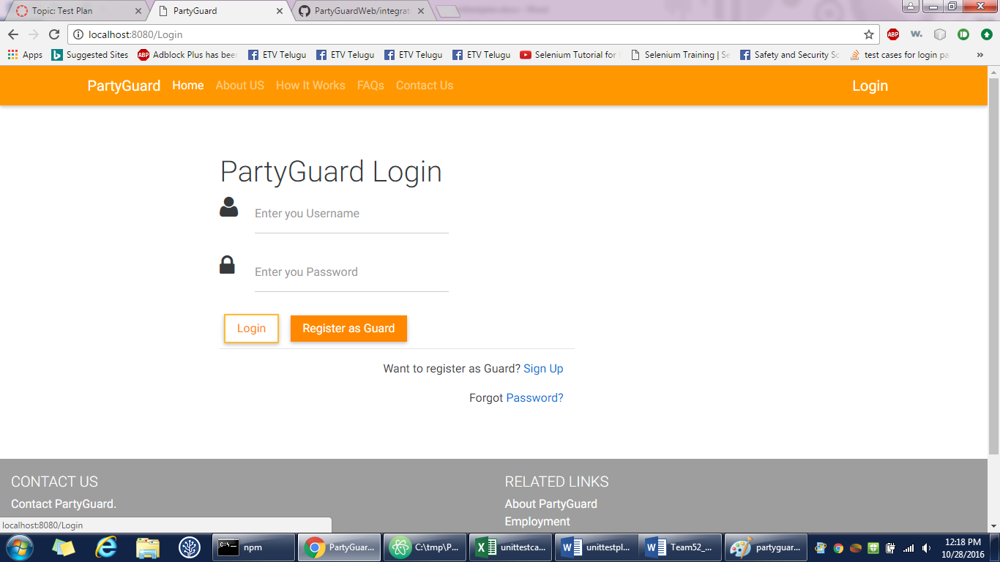 Topic: Test Plan PartyGuard PartyGuardWeb/integrat
localhost:8080/Login ABP W.
Apps Suggested Sites ABP Adblock Plus has been ETV Telugu ETV Telugu ETV Telugu ETV Telugu Selenium Tutorial for Selenium Training | Se Safety and Security Sc test cases for login pa »
PartyGuard Home About US How It Works FAQs Contact Us Login
PartyGuard Login
Enter you Username
Enter you Password
Login Register as Guard
Want to register as Guard? Sign Up
Forgot Password?
CONTACT US RELATED LINKS
Contact PartyGuard. About PartyGuard
Employment
localhost:8080/Login
npm PartyGuar... C:\tmp\P... unittestca... unittestpl... Team52_... partyguar... 12:18 PM
10/28/2016